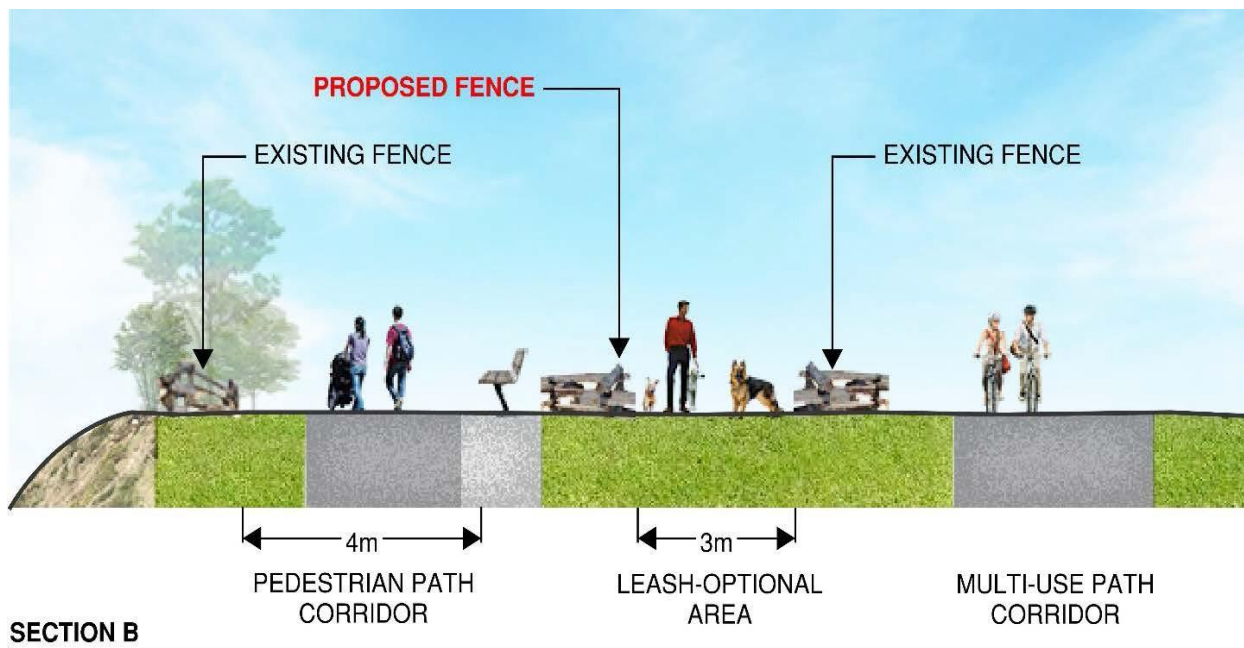 PROPOSED FENCE
EXISTING FENCE
EXISTING FENCE
4m
3m
PEDESTRIAN PATH
CORRIDOR
LEASH-OPTIONAL
AREA
MULTI-USE PATH
CORRIDOR
SECTION B